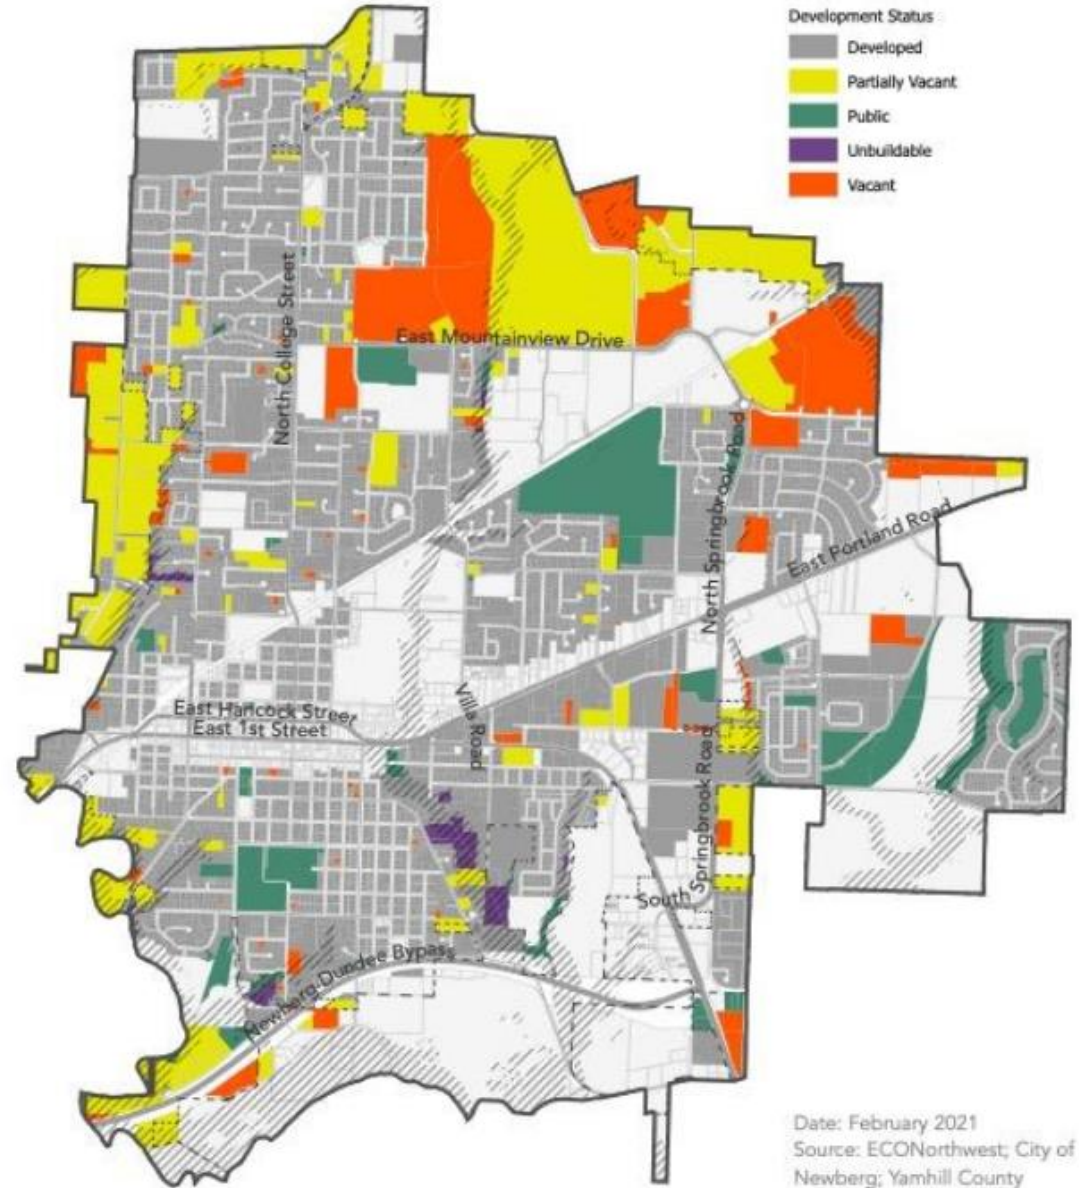 Development Status
Developed
Partially Vacant
Public
Unbuildable
Vacant
North College Street
East Mountainview Drive
North Springbrook Road
East Portland Road
East Hancock Street
East 1st Street
Villa Road
South Springbrook Road
Newberg-Dundee Bypass
Date: February 2021
Source: ECONorthwest; City of
Newberg; Yamhill County